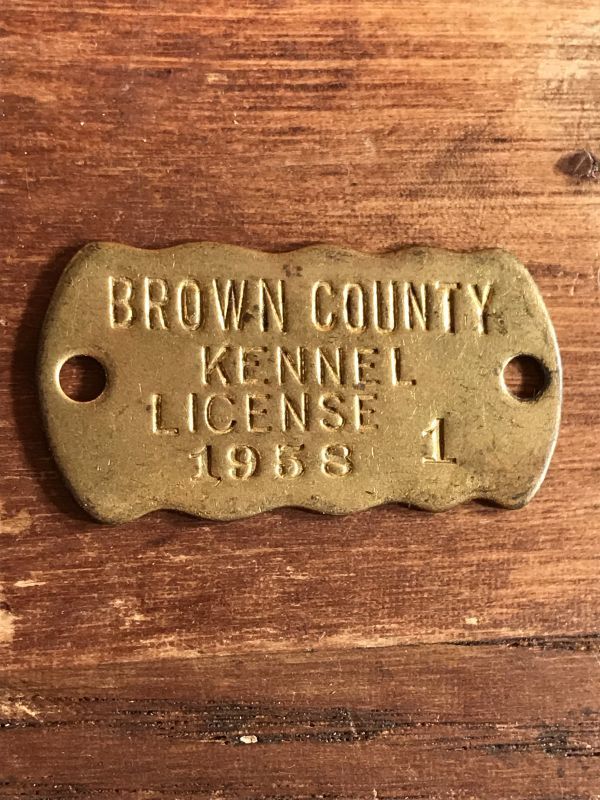 BROWN COUNTY
KENNEL
LICENSE
1958 1